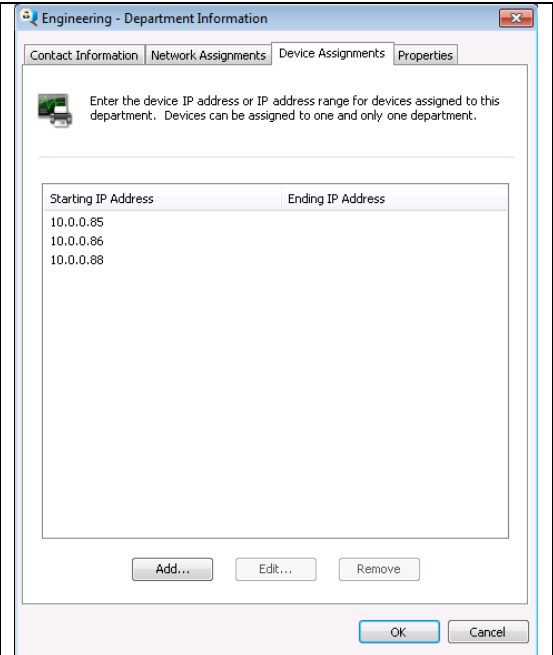 Engineering - Department Information
Contact Information Network Assignments Device Assignments Properties
Enter the device IP address or IP address range for devices assigned to this
department. Devices can be assigned to one and only one department.
Starting IP Address Ending IP Address
10.0.0.85
10.0.0.86
10.0.0.88
Add... Edit... Remove
OK Cancel